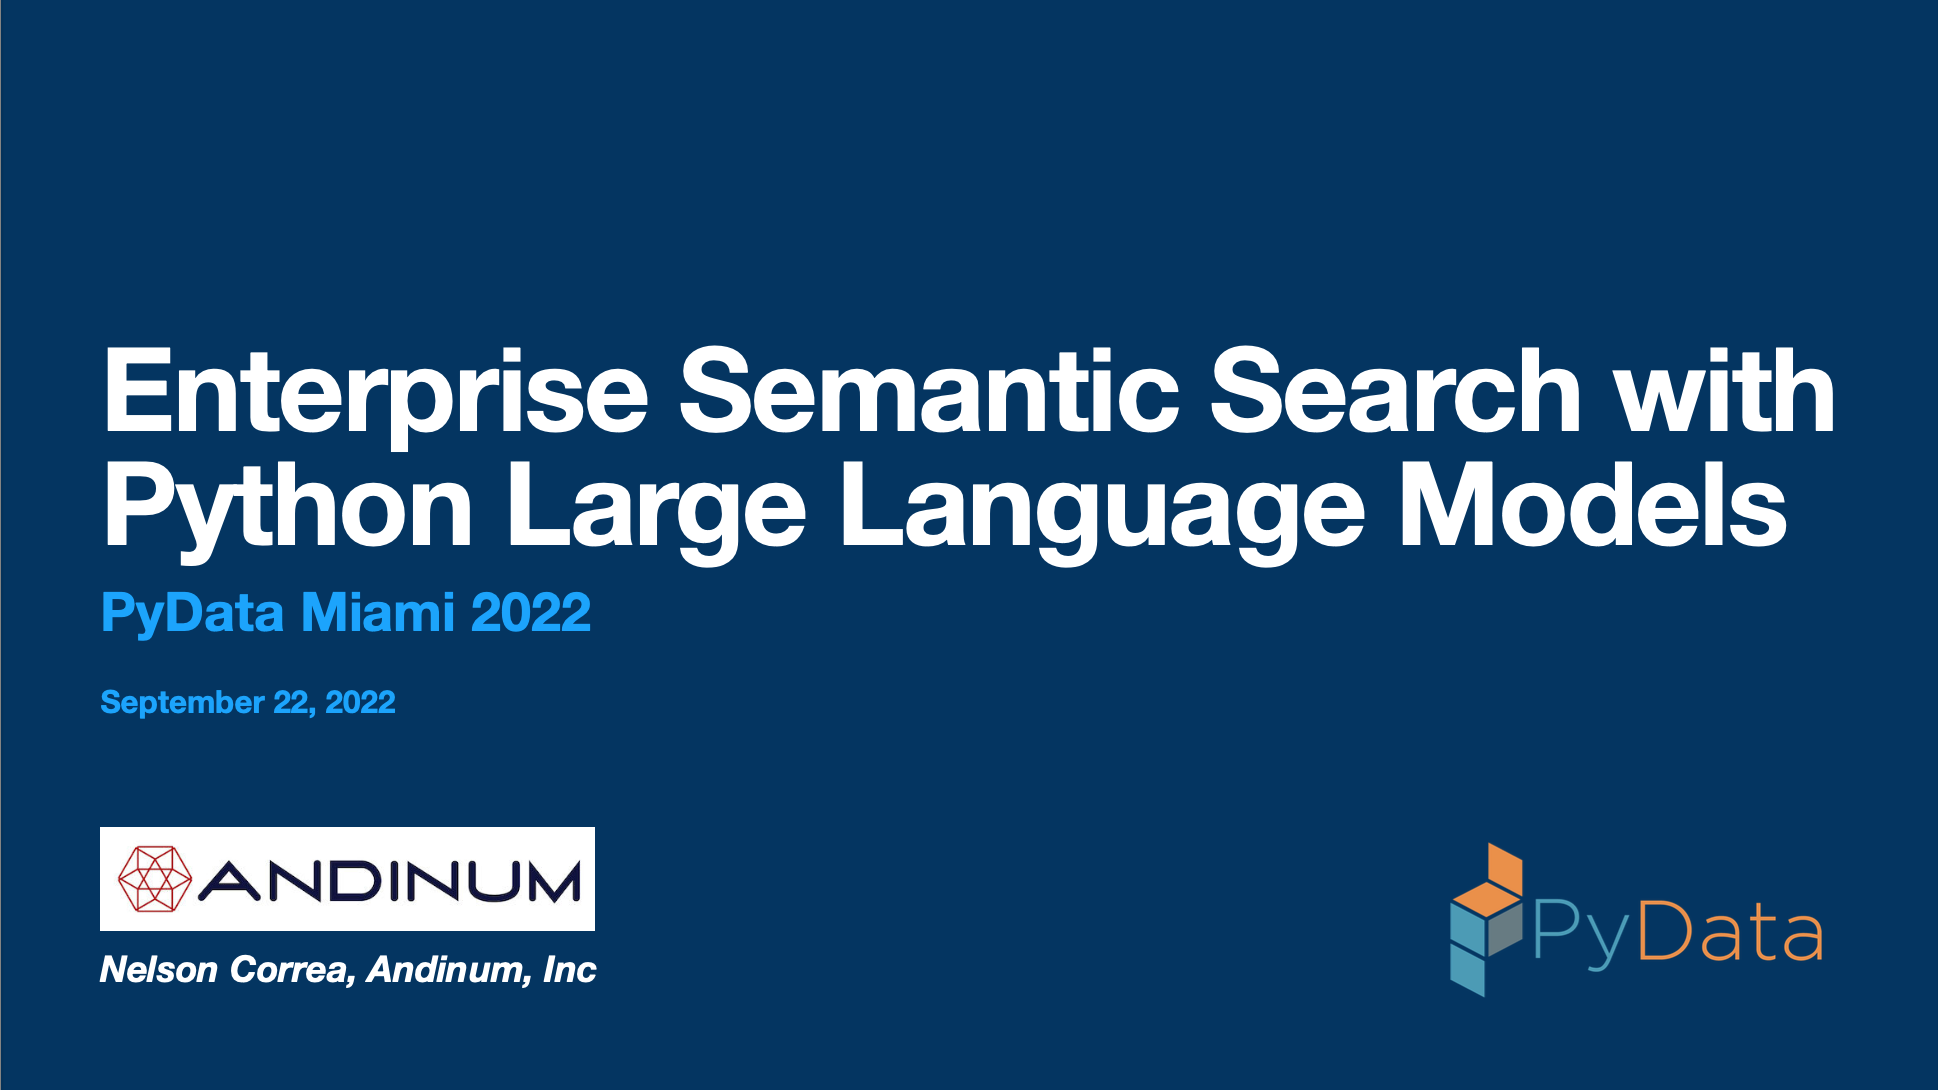 Enterprise Semantic Search with
Python Large Language Models
PyData Miami 2022
September 22, 2022
ANDINUM
Nelson Correa, Andinum, Inc
PyData